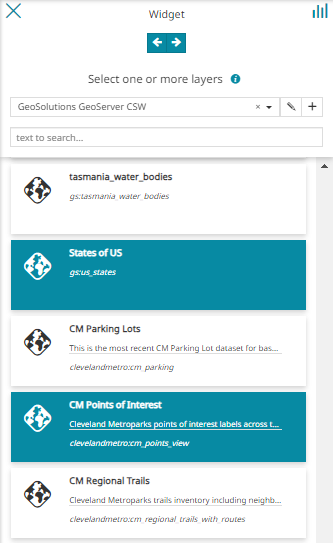 Widget
Select one or more layers
GeoSolutions GeoServer CSW
text to search...
tasmania_water_bodies
gs:tasmania_water_bodies
States of US
gs:us_states
CM Parking Lots
This is the most recent CM Parking Lot dataset for bas...
clevelandmetro:cm_parking
CM Points of Interest
Cleveland Metroparks points of interest labels across t...
clevelandmetro:cm_points_view
CM Regional Trails
Cleveland Metroparks trails inventory including neighb...
clevelandmetro:cm_regional_trails_with_routes